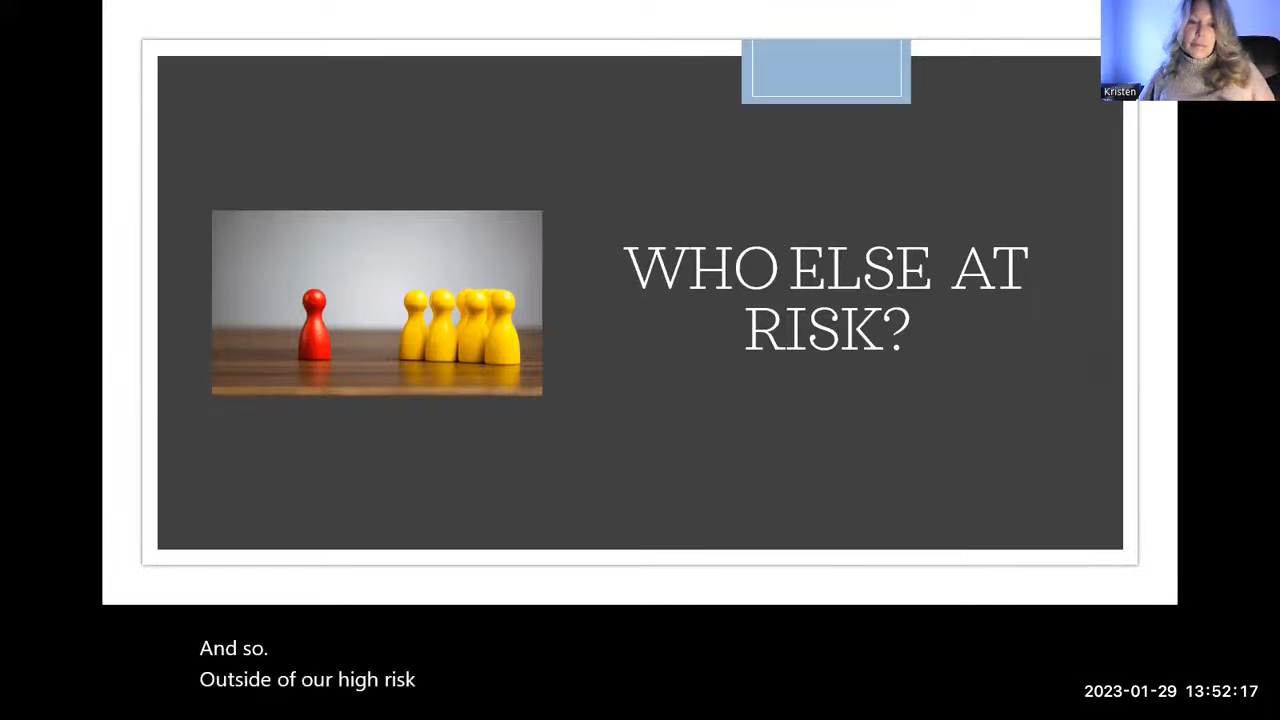 Kristen
WHO ELSE AT
RISK?
And so.
Outside of our high risk
2023-01-29 13:52:17